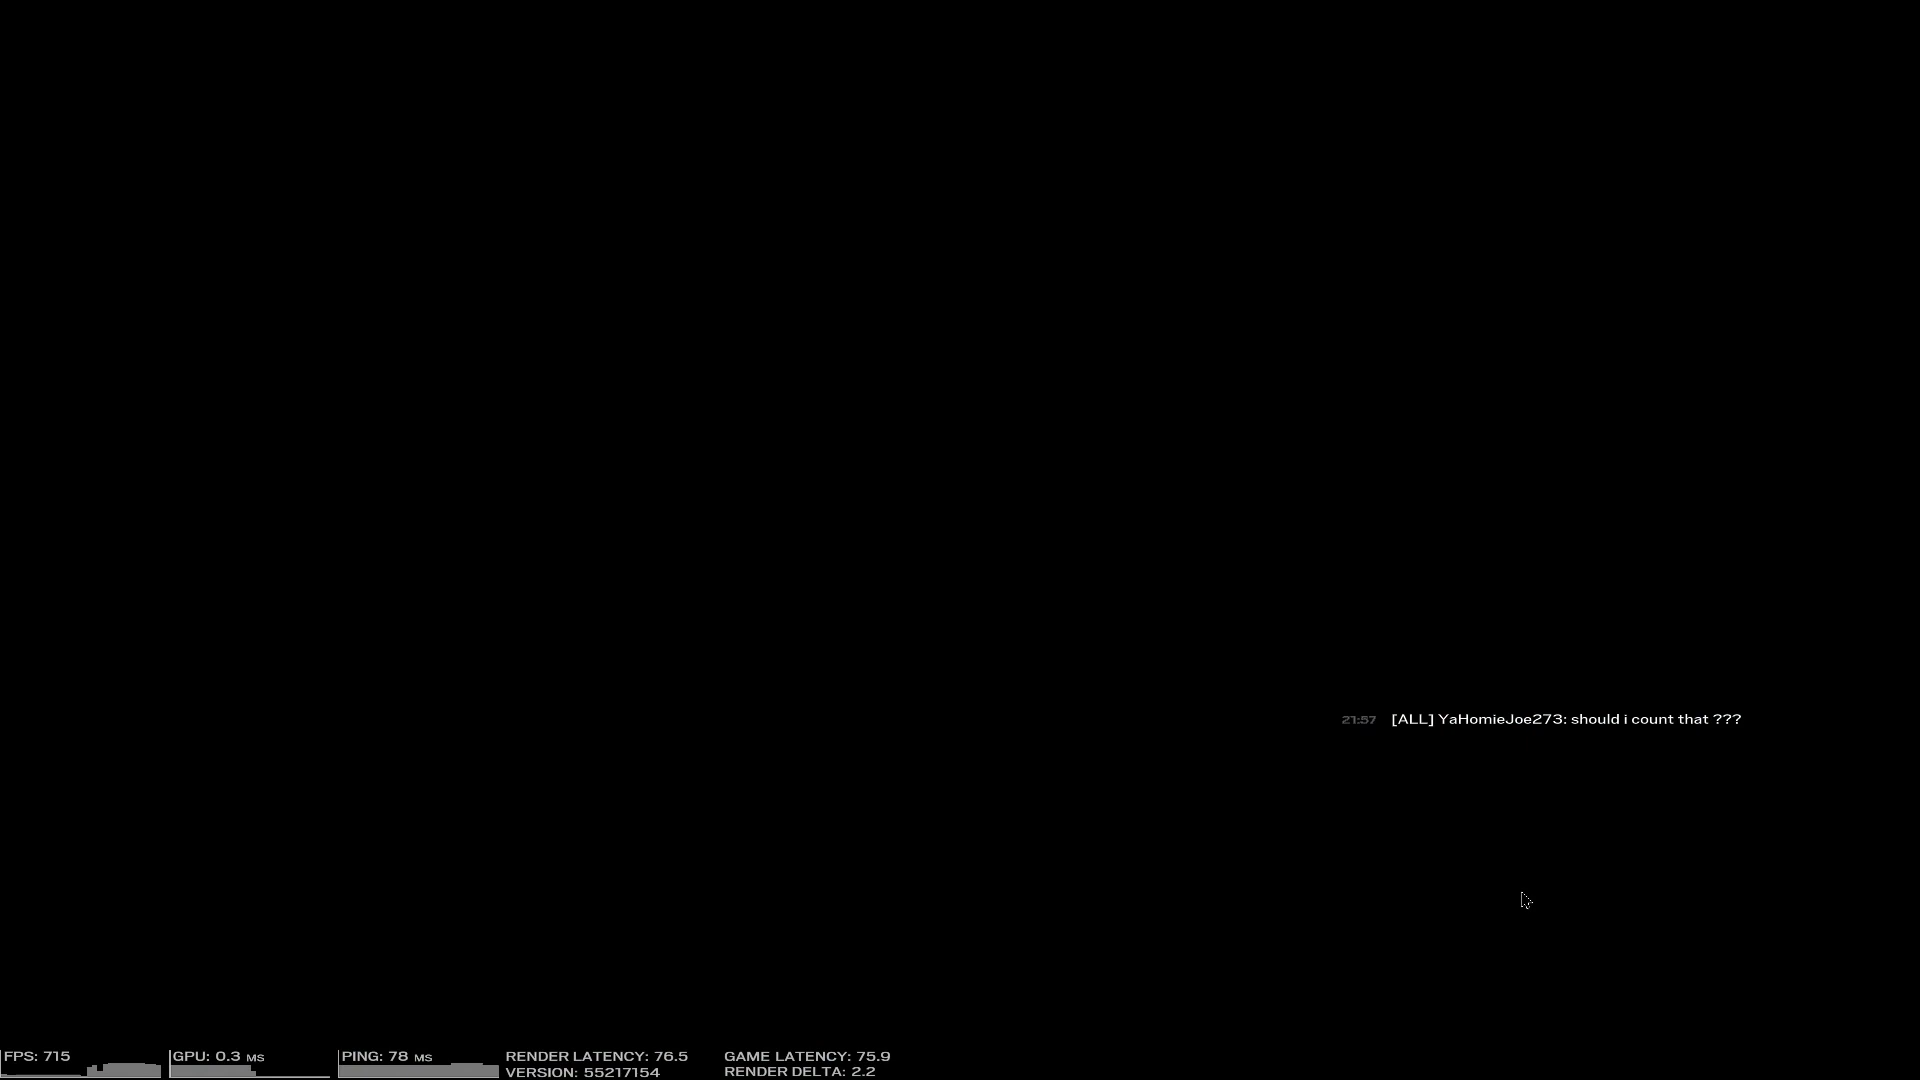 21:57 [ALL] YaHomieJoe273: should i count that ???
FPS: 715 GPU: 0.3 MS PING: 78 MS RENDER LATENCY: 76.5 GAME LATENCY: 75.9
VERSION: 55217154 RENDER DELTA: 2.2